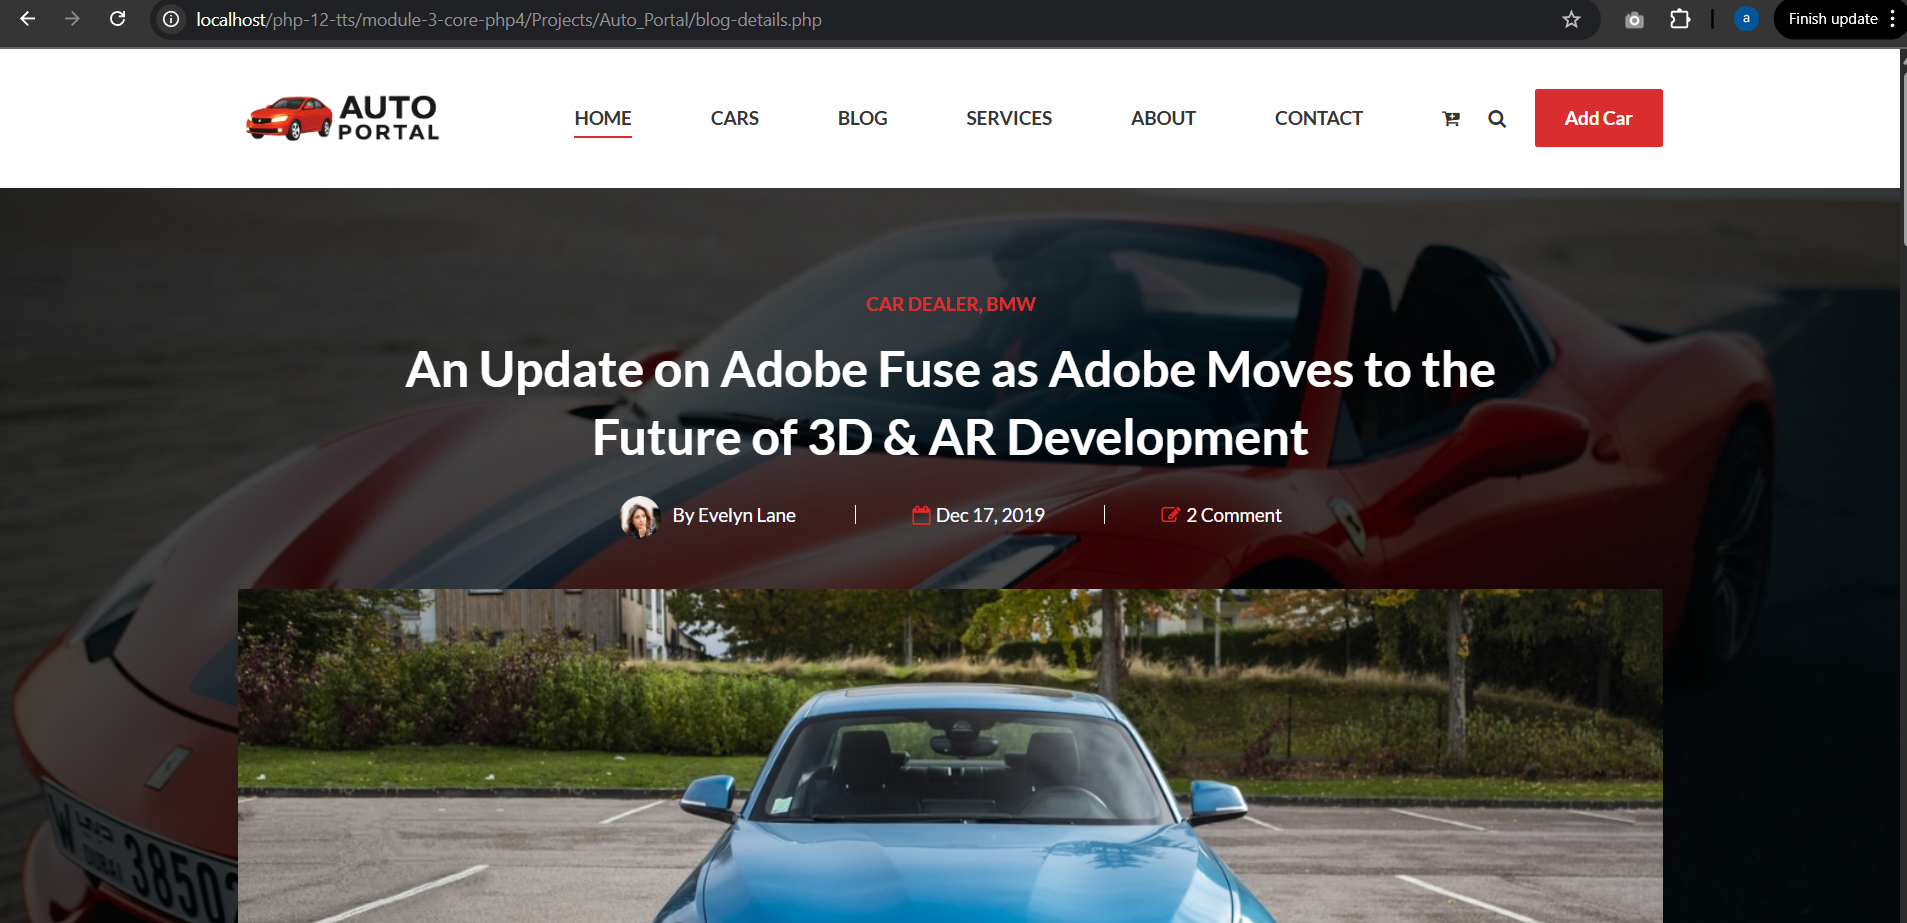 localhost/php-12-tts/module-3-core-php4/Projects/Auto_Portal/blog-details.php
a
Finish update
AUTO
PORTAL
HOME
CARS
BLOG
SERVICES
ABOUT
CONTACT
Add Car
CAR DEALER, BMW
An Update on Adobe Fuse as Adobe Moves to the
Future of 3D & AR Development
By Evelyn Lane
Dec 17, 2019
2 Comment
W
DUBAI
3850